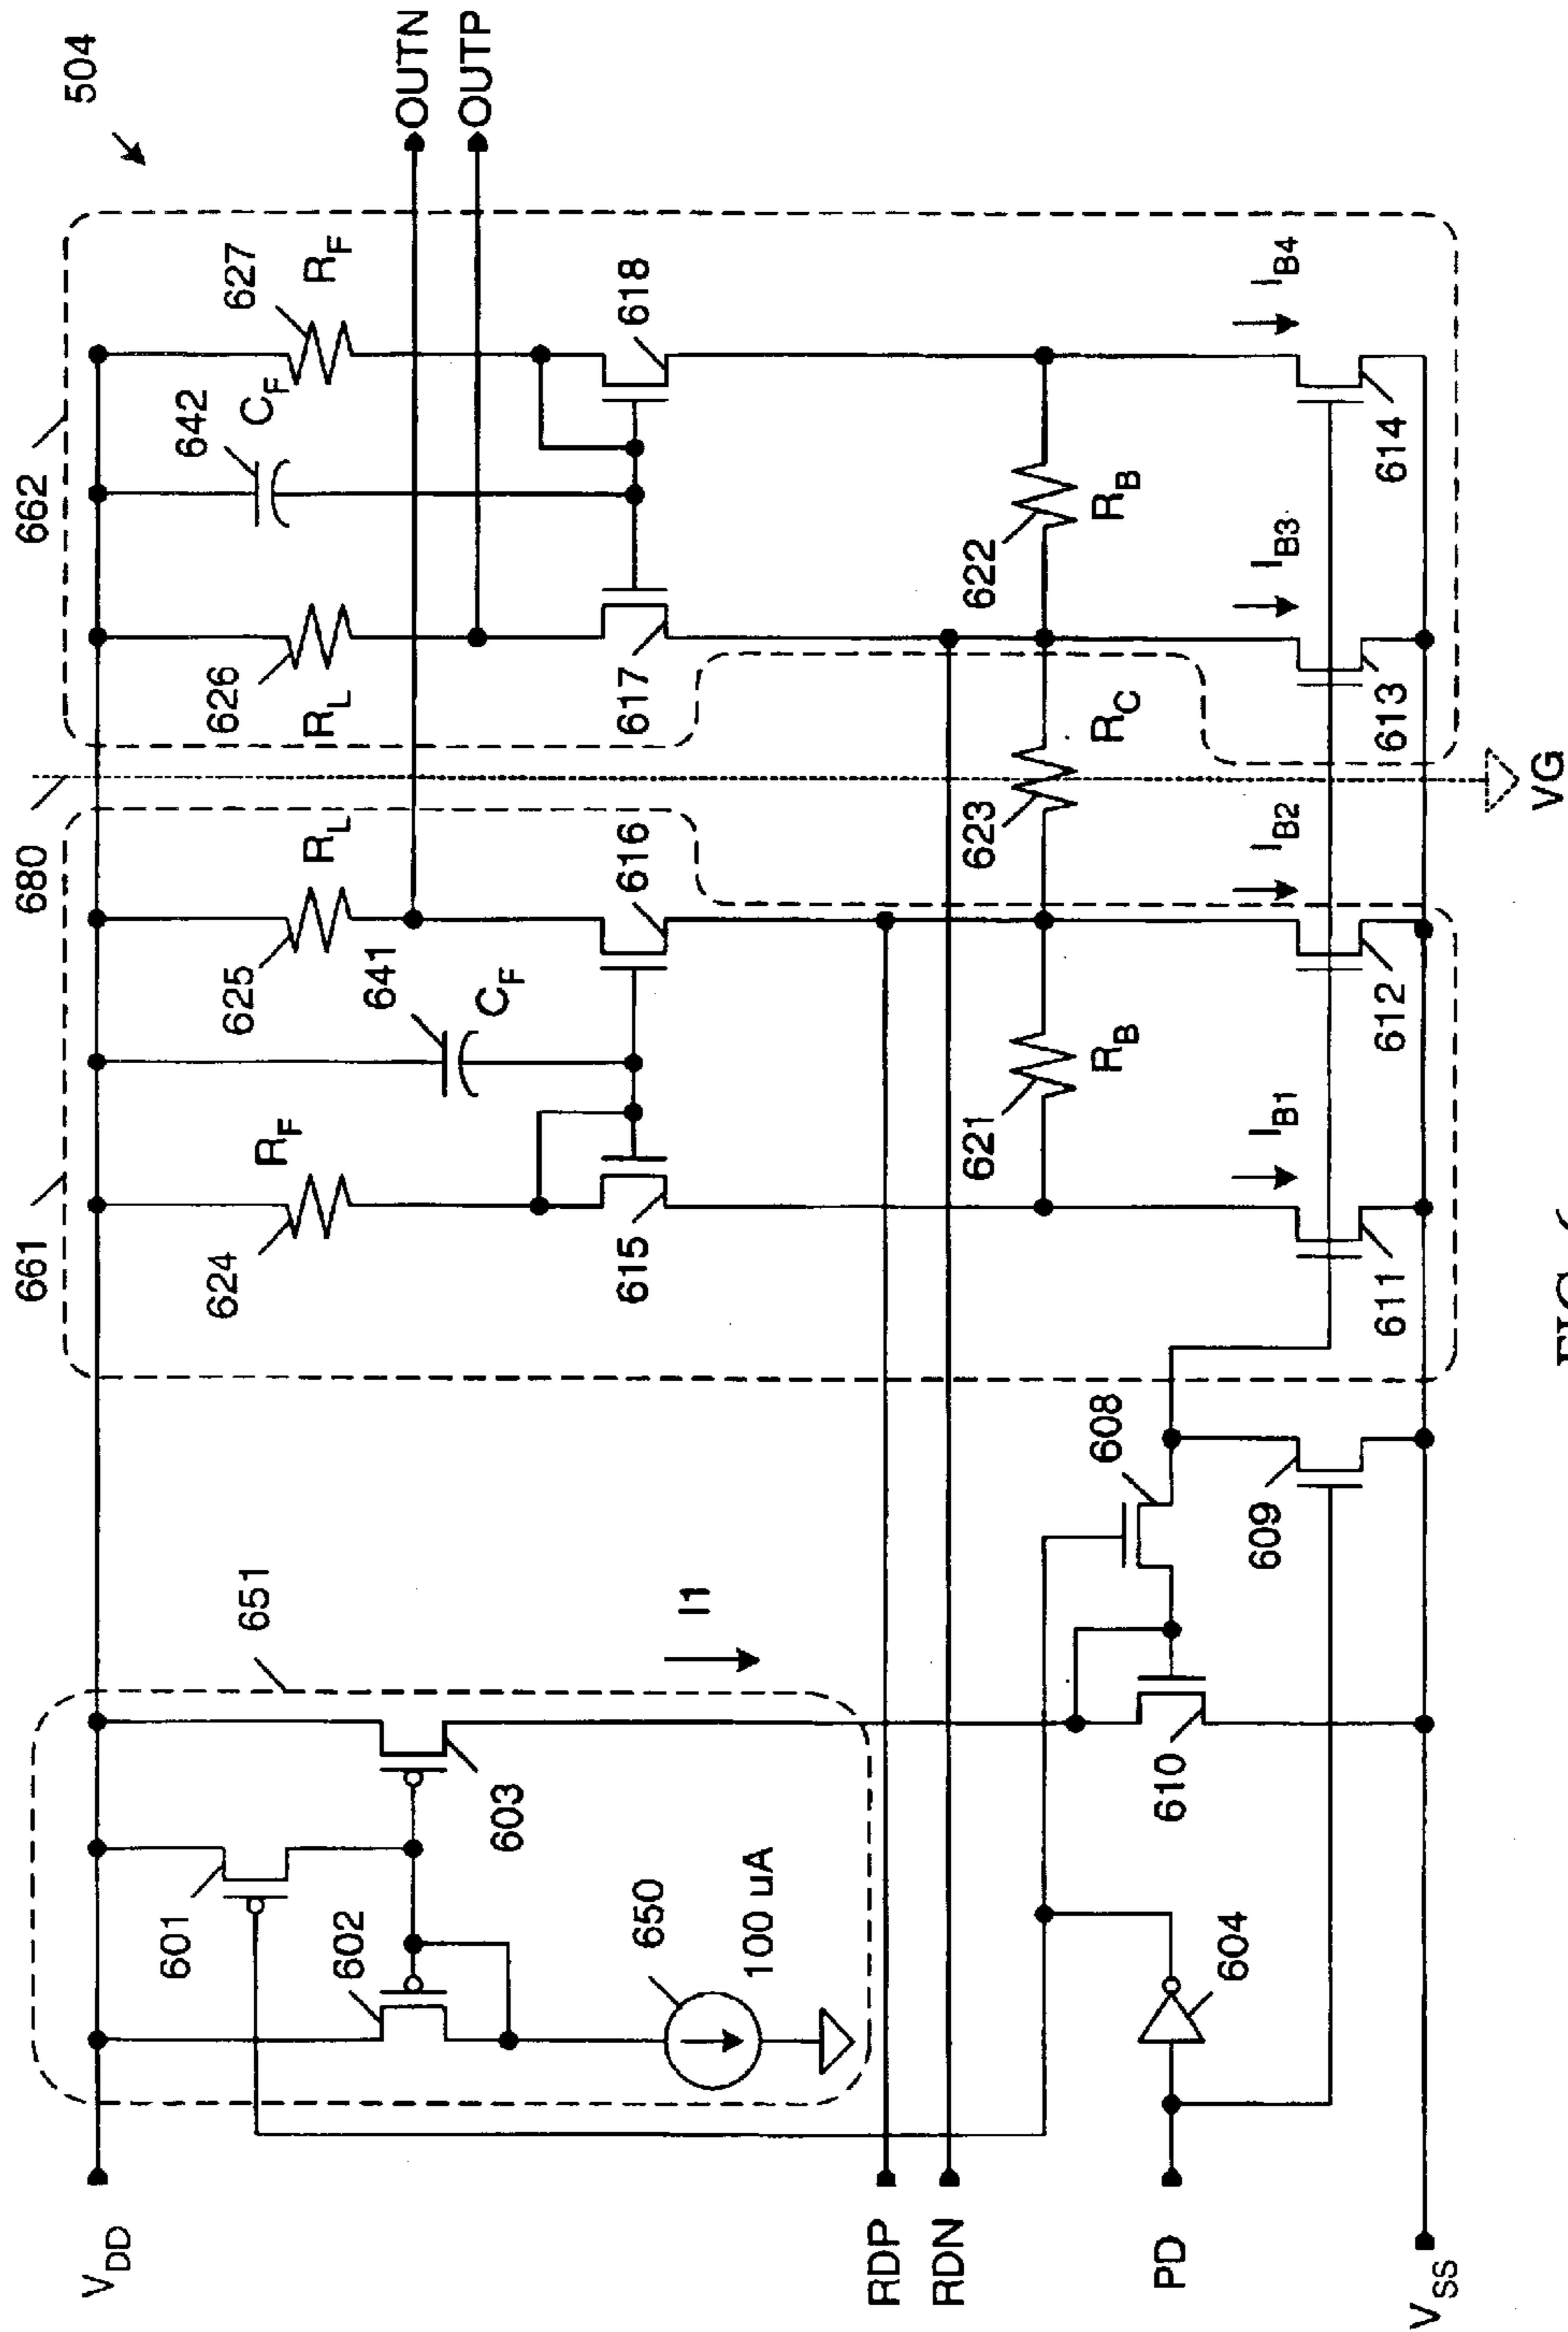 504
662
680
661
642
C_F
627
R_F
626
R_L
R_L
625
641
C_F
R_F
624
OUTN
OUTP
618
617
616
615
651
601
602
603
I1
650
100 uA
V_DD
622
R_B
623
R_C
621
R_B
RDP
RDN
608
610
609
604
PD
I_B4
I_B3
I_B2
I_B1
614
613
612
611
V_SS
VG